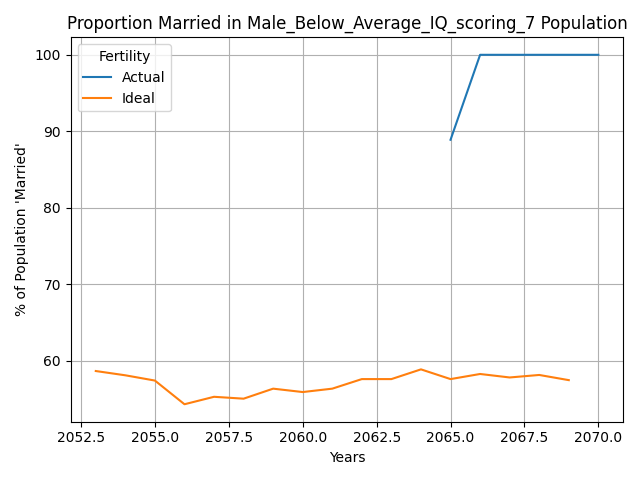 Proportion Married in Male_Below_Average_IQ_scoring_7 Population
Fertility
Actual
Ideal
% of Population 'Married'
100
90
80
70
60
2052.5 2055.0 2057.5 2060.0 2062.5 2065.0 2067.5 2070.0
Years